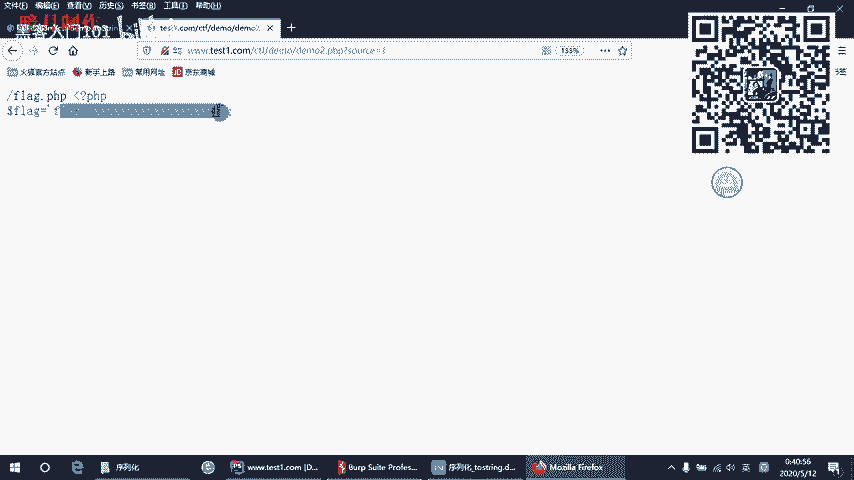 文件(F) 编辑(E) 查看(V) 历史(S) 书签(B) 工具(T) 帮助(H)
test1.com/ctf/demo/demo2.
www.test1.com/ctf/demo/demo2.php?source=
133%
火狐官方站点 新手上路 常用网址 京东商城
/flag.php <?php
$flag='f
序列化 www.test1.com [D... Burp Suite Profes... 序列化_tostring.d... Mozilla Firefox
英
0:40:56
2020/5/12